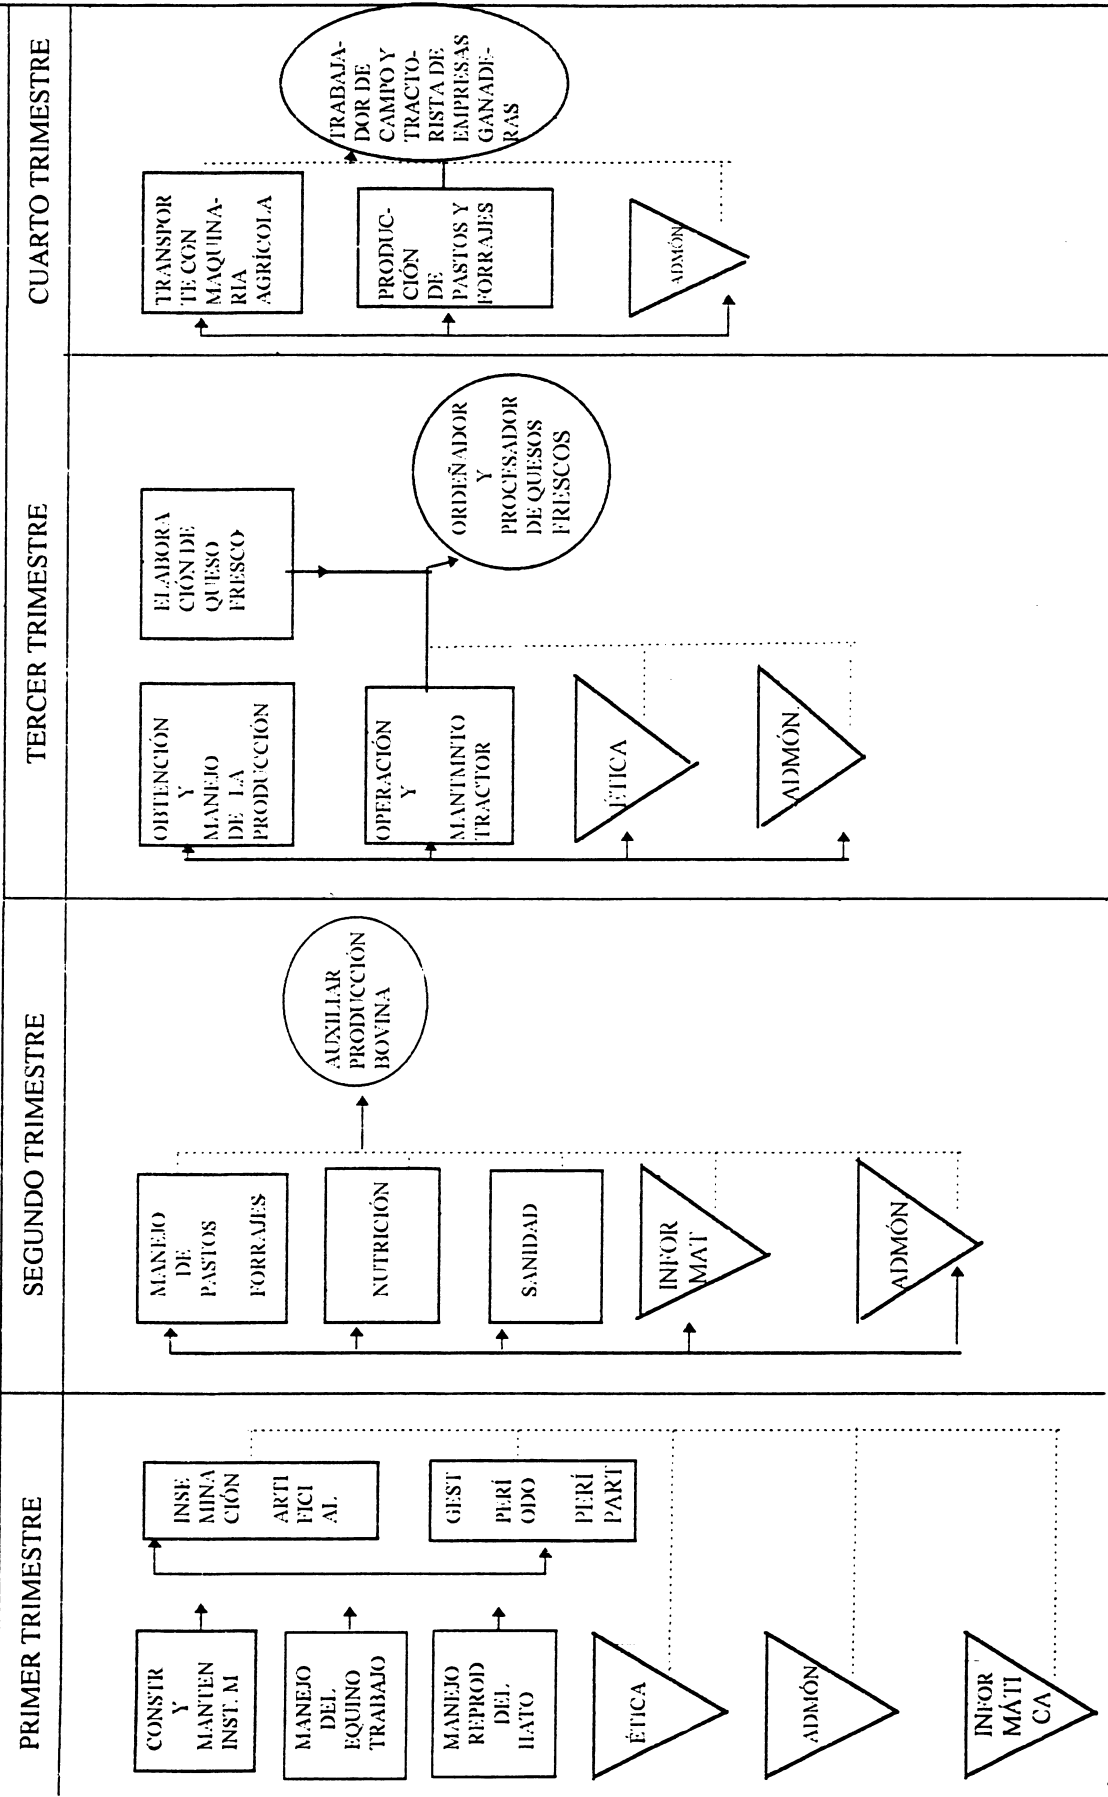 PRIMER TRIMESTRE
SEGUNDO TRIMESTRE
TERCER TRIMESTRE
CUARTO TRIMESTRE
CONSTR
Y
MANTEN
INST. M
MANEJO
DEL
EQUINO
TRABAJO
MANEJO
REPROD
DEL
HATO
ÉTICA
ADMÓN
INFOR
MÁTI
CA
INSE
MINA
CIÓN
ARTI
FICI
AL
GEST
PERÍ
ODO
PERÍ
PART
MANEJO
DE
PASTOS
FORRAJES
NUTRICIÓN
SANIDAD
INFOR
MAT
ADMÓN
AUXILIAR
PRODUCCIÓN
BOVINA
OBTENCIÓN
Y
MANEJO
DE LA
PRODUCCIÓN
OPERACIÓN
Y
MANTMNTO
TRACTOR
ÉTICA
ADMÓN.
ELABORA
CIÓN DE
QUESO
FRESCO
ORDEÑADOR
Y
PROCESADOR
DE QUESOS
FRESCOS
TRANSPOR
TE CON
MAQUINA-
RIA
AGRÍCOLA
PRODUC-
CIÓN
DE
PASTOS Y
FORRAJES
ADMÓN
TRABAJA-
DOR DE
CAMPO Y
TRACTO-
RISTA DE
EMPRESAS
GANADE-
RAS